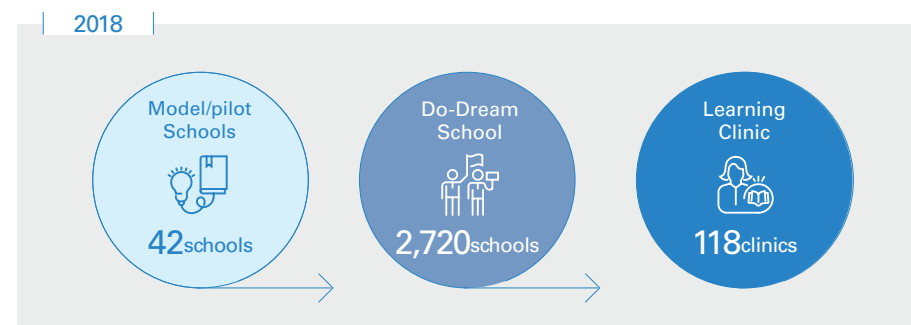 2018
Model/pilot
Schools
42schools
Do-Dream
School
2,720schools
Learning
Clinic
118clinics